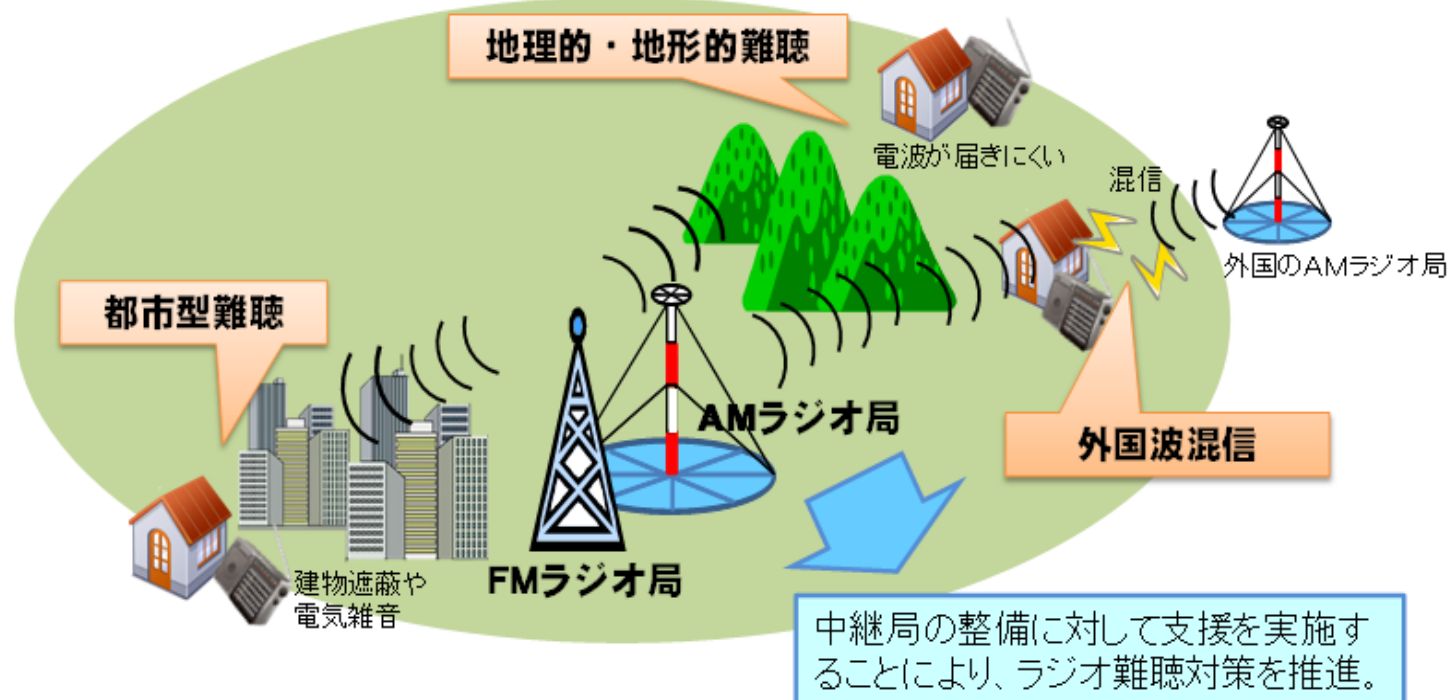 地理的・地形的難聴
電波が届きにくい
混信
外国のAMラジオ局
都市型難聴
AMラジオ局
外国波混信
FMラジオ局
建物遮蔽や
電気雑音
中継局の整備に対して支援を実施す
ることにより、ラジオ難聴対策を推進。